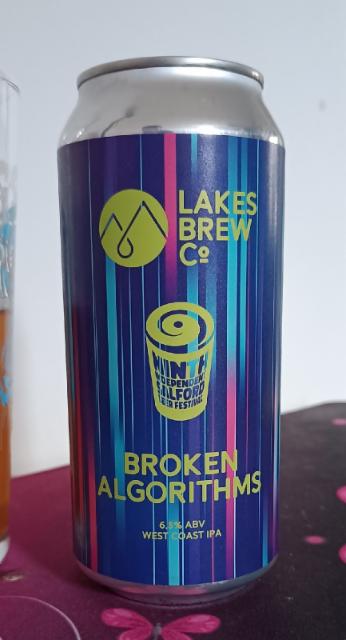 LAKES
BREW
Cº
NINTH
INDEPENDENT
SALFORD
BEER FESTIVAL
BROKEN
ALGORITHMS
6.5% ABV
WEST COAST IPA